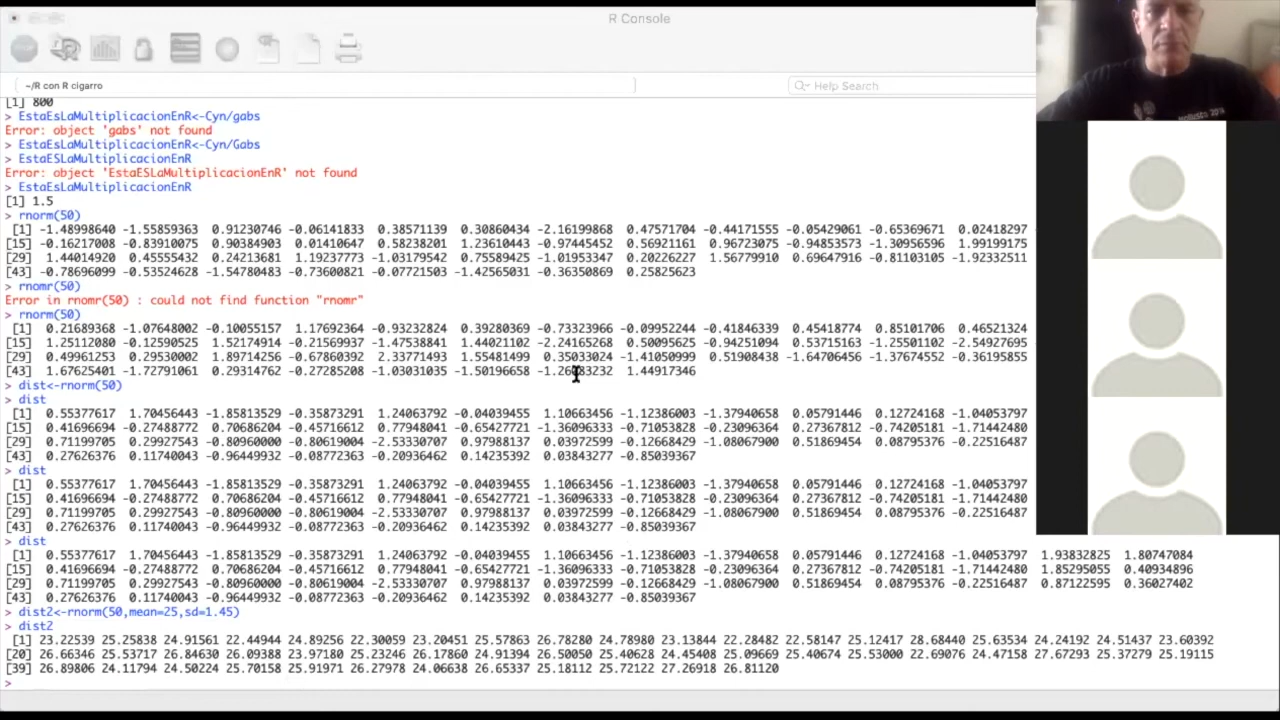 R Console
~/R con R cigarro
Help Search
[1] 800
> EstaEsLaMultiplicacionEnR<-Cyn/gabs
Error: object 'gabs' not found
> EstaEsLaMultiplicacionEnR<-Cyn/Gabs
> EstaESLaMultiplicacionEnR
Error: object 'EstaESLaMultiplicacionEnR' not found
> EstaEsLaMultiplicacionEnR
[1] 1.5
> rnorm(50)
[1] -1.48998640 -1.55859363 0.91230746 -0.06141833 0.38571139 0.30860434 -2.16199868 0.47571704 -0.44171555 -0.05429061 -0.65369671 0.02418297
[15] -0.16217008 -0.83910075 0.90384903 0.01410647 0.58238201 1.23610443 -0.97445452 0.56921161 0.96723075 -0.94853573 -1.30956596 1.99199175
[29] 1.44014920 0.45555432 0.24213681 1.19237773 -1.03179542 0.75589425 -1.01953347 0.20226227 1.56779910 0.69647916 -0.81103105 -1.92332511
[43] -0.78696099 -0.53524628 -1.54780483 -0.73600821 -0.07721503 -1.42565031 -0.36350869 0.25825623
> rnomr(50)
Error in rnomr(50) : could not find function "rnomr"
> rnorm(50)
[1] 0.21689368 -1.07648002 -0.10055157 1.17692364 -0.93232824 0.39280369 -0.73323966 -0.09952244 -0.41846339 0.45418774 0.85101706 0.46521324
[15] 1.25112080 -0.12590525 1.52174914 -0.21569937 -1.47538841 1.44021102 -2.24165268 0.50095625 -0.94251094 0.53715163 -1.25501102 -2.54927695
[29] 0.49961253 0.29530002 1.89714256 -0.67860392 2.33771493 1.55481499 0.35033024 -1.41050999 0.51908438 -1.64706456 -1.37674552 -0.36195855
[43] 1.67625401 -1.72791061 0.29314762 -0.27285208 -1.03031035 -1.50196658 1.44917346
> dist<-rnorm(50)
> dist
[1] 0.55377617 1.70456443 -1.85813529 -0.35873291 1.24063792 -0.04039455 1.10663456 -1.12386003 -1.37940658 0.05791446 0.12724168 -1.04053797
[15] 0.41696694 -0.27488772 0.70686204 -0.45716612 0.77948041 -0.65427721 -1.36096333 -0.71053828 -0.23096364 0.27367812 -0.74205181 -1.71442480
[29] 0.71199705 0.29927543 -0.80960000 -0.80619004 -2.53330707 0.97988137 0.03972599 -0.12668429 -1.08067900 0.51869454 0.08795346 -0.22516487
[43] 0.27626376 0.11740043 -0.96449932 -0.08772363 -0.20936462 0.14235392 0.03843277 -0.85039367
> dist
[1] 0.55377617 1.70456443 -1.85813529 -0.35873291 1.24063792 -0.04039455 1.10663456 -1.12386003 -1.37940658 0.05791446 0.12724168 -1.04053797
[15] 0.41696694 -0.27488772 0.70686204 -0.45716612 0.77948041 -0.65427721 -1.36096333 -0.71053828 -0.23096364 0.27367812 -0.74205181 -1.71442480
[29] 0.71199705 0.29927543 -0.80960000 -0.80619004 -2.53330707 0.97988137 0.03972599 -0.12668429 -1.08067900 0.51869454 0.08795346 -0.22516487
[43] 0.27626376 0.11740043 -0.96449932 -0.08772363 -0.20936462 0.14235392 0.03843277 -0.85039367
> dist
[1] 0.55377617 1.70456443 -1.85813529 -0.35873291 1.24063792 -0.04039455 1.10663456 -1.12386003 -1.37940658 0.05791446 0.12724168 -1.04053797 1.93832825 1.80747084
[15] 0.41696694 -0.27488772 0.70686204 -0.45716612 0.77948041 -0.65427721 -1.36096333 -0.71053828 -0.23096364 0.27367812 -0.74205181 -1.71442480 1.85295055 0.40934896
[29] 0.71199705 0.29927543 -0.80960000 -0.80619004 -2.53330707 0.97988137 0.03972599 -0.12668429 -1.08067900 0.51869454 0.08795346 -0.22516487 0.87122595 0.36027402
[43] 0.27626376 0.11740043 -0.96449932 -0.08772363 -0.20936462 0.14235392 0.03843277 -0.85039367
> dist2<-rnorm(50,mean=25,sd=1.45)
> dist2
[1] 23.22539 25.25838 24.91561 22.44944 24.89256 22.30059 23.20451 25.57863 26.78280 24.78980 23.13844 22.28482 22.58147 25.12417 28.68440 25.63534 24.24192 24.51437 23.60392
[20] 26.66346 25.53717 26.84630 26.09388 23.97180 25.23246 26.17860 24.91394 26.50050 25.40628 24.45408 25.09669 25.40674 25.53000 22.69076 24.47158 27.67293 25.37279 25.19115
[39] 26.89806 24.11794 24.50224 25.70158 25.91971 26.27978 24.06638 26.65337 25.18112 25.72122 27.26918 26.81120
>